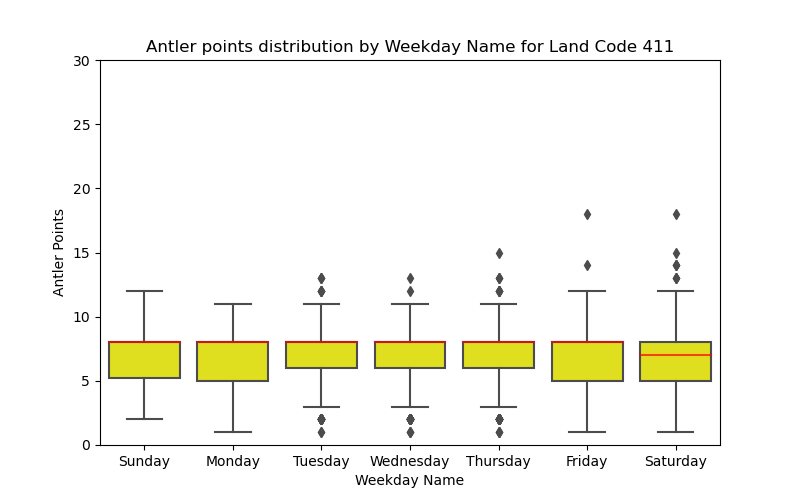 Antler points distribution by Weekday Name for Land Code 411
30
25
20
15
10
5
0
Antler Points
Sunday Monday Tuesday Wednesday Thursday Friday Saturday
Weekday Name